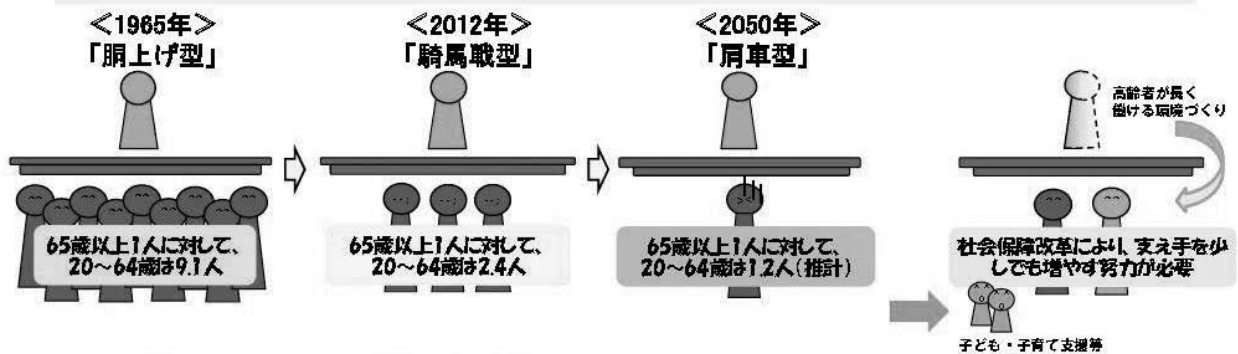 ＜1965年＞
「胴上げ型」
65歳以上1人に対して、
20～64歳は9.1人
＜2012年＞
「騎馬戦型」
65歳以上1人に対して、
20～64歳は2.4人
＜2050年＞
「肩車型」
65歳以上1人に対して、
20～64歳は1.2人(推計)
高齢者が長く
働ける環境づくり
社会保障改革により、支え手を少
しでも増やす努力が必要
子ども・子育て支援等